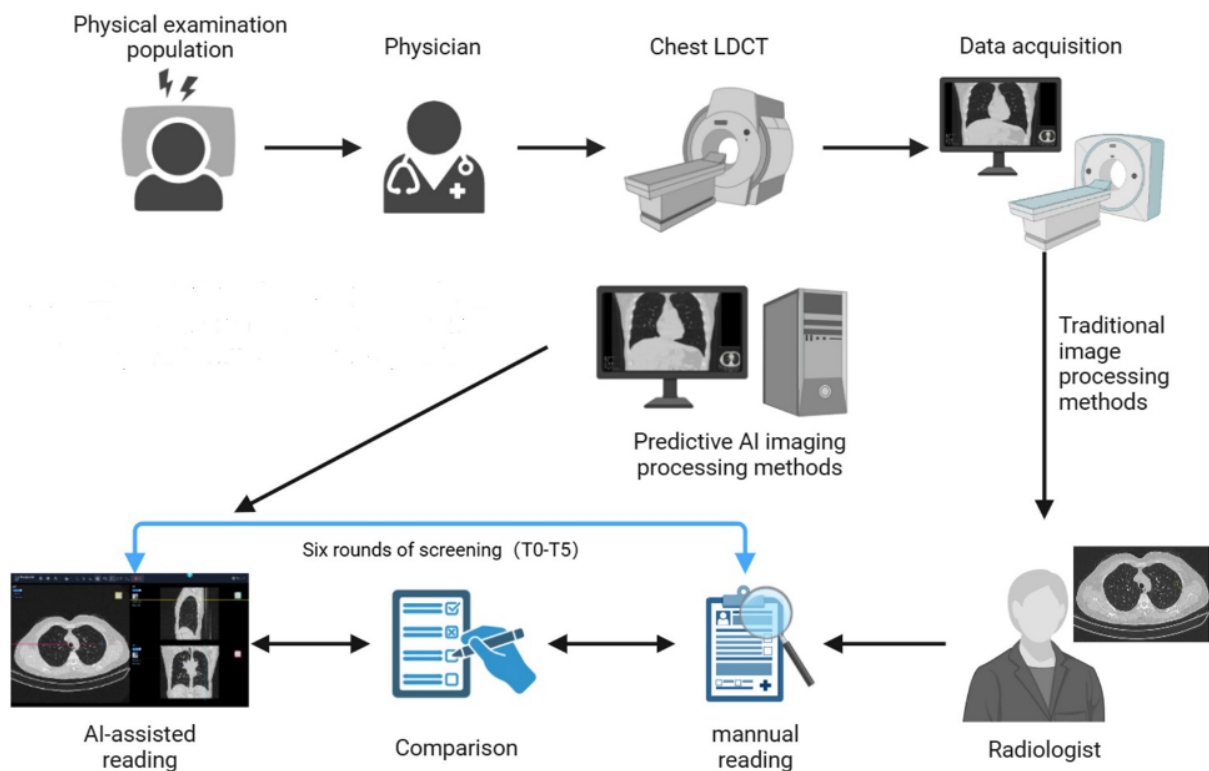 Physical examination
population
Physician
Chest LDCT
Data acquisition
Traditional
image
processing
methods
Predictive AI imaging
processing methods
Six rounds of screening（T0-T5）
AI-assisted
reading
Comparison
mannual
reading
Radiologist